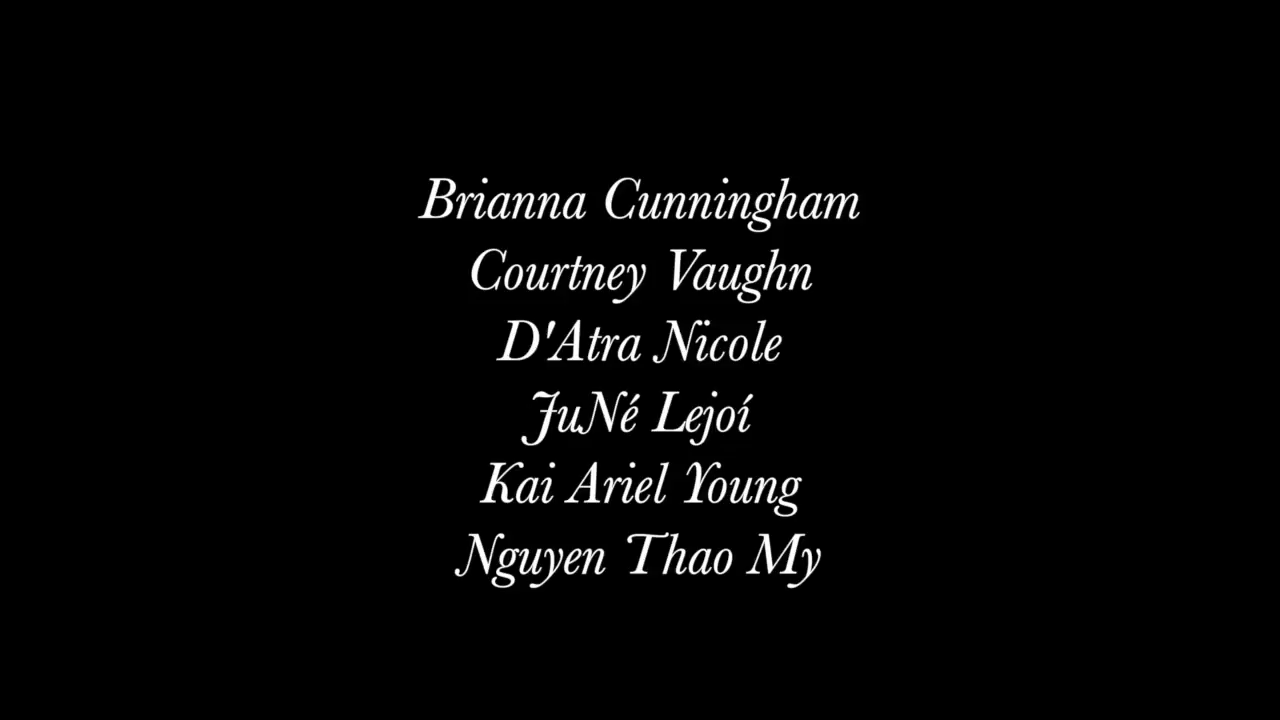 Brianna Cunningham
Courtney Vaughn
D'Atra Nicole
JuNé Lejoí
Kai Ariel Young
Nguyen Thao My